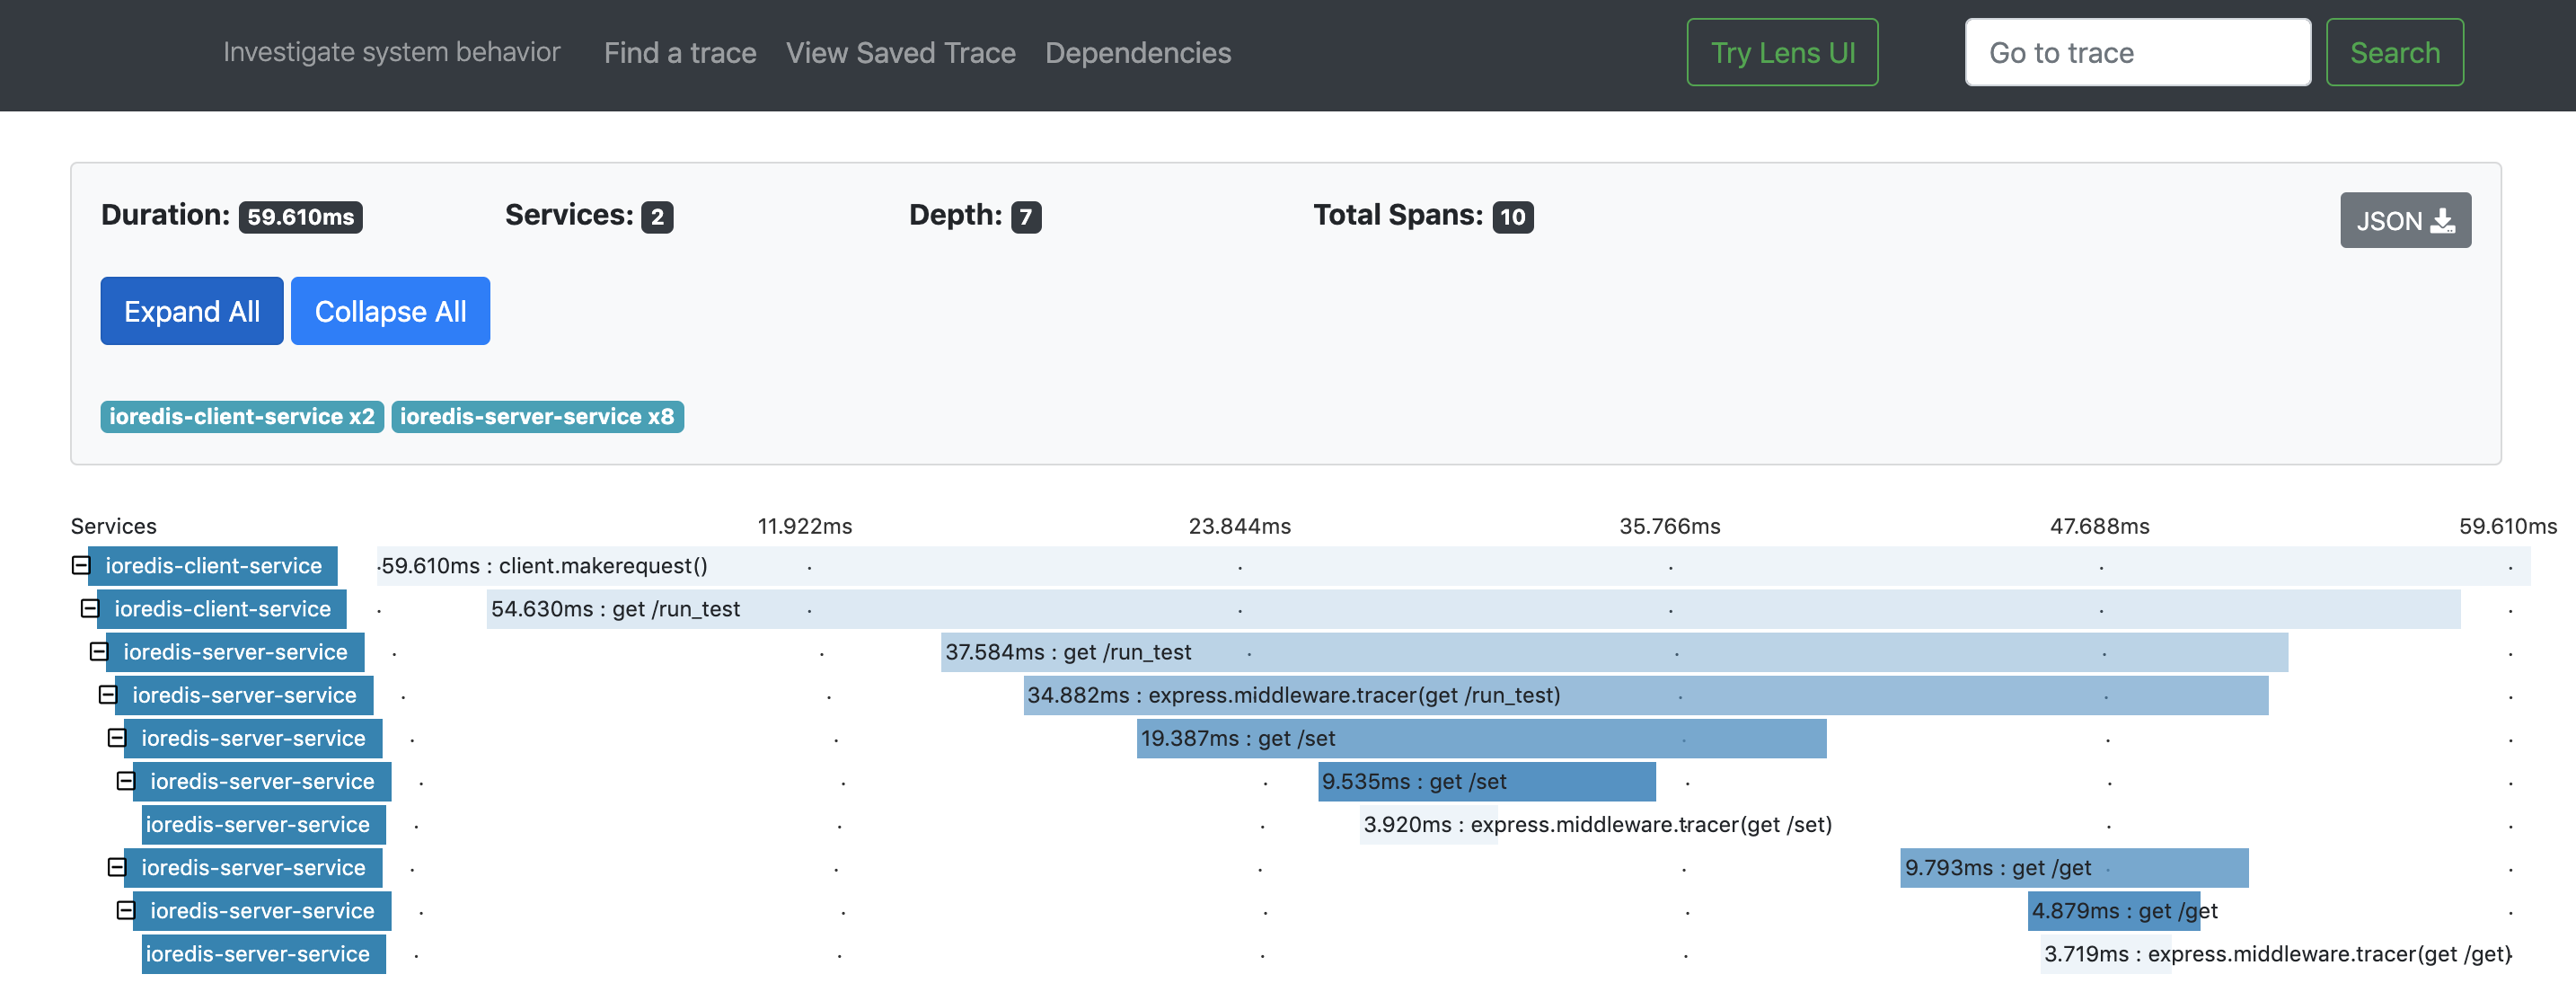 Investigate system behavior Find a trace View Saved Trace Dependencies Try Lens UI Go to trace Search
Duration: 59.610ms Services: 2 Depth: 7 Total Spans: 10 JSON
Expand All Collapse All
ioredis-client-service x2 ioredis-server-service x8
Services 11.922ms 23.844ms 35.766ms 47.688ms 59.610ms
ioredis-client-service 59.610ms : client.makerequest()
ioredis-client-service 54.630ms : get /run_test
ioredis-server-service 37.584ms : get /run_test
ioredis-server-service 34.882ms : express.middleware.tracer(get /run_test)
ioredis-server-service 19.387ms : get /set
ioredis-server-service 9.535ms : get /set
ioredis-server-service 3.920ms : express.middleware.tracer(get /set)
ioredis-server-service 9.793ms : get /get
ioredis-server-service 4.879ms : get /get
ioredis-server-service 3.719ms : express.middleware.tracer(get /get)